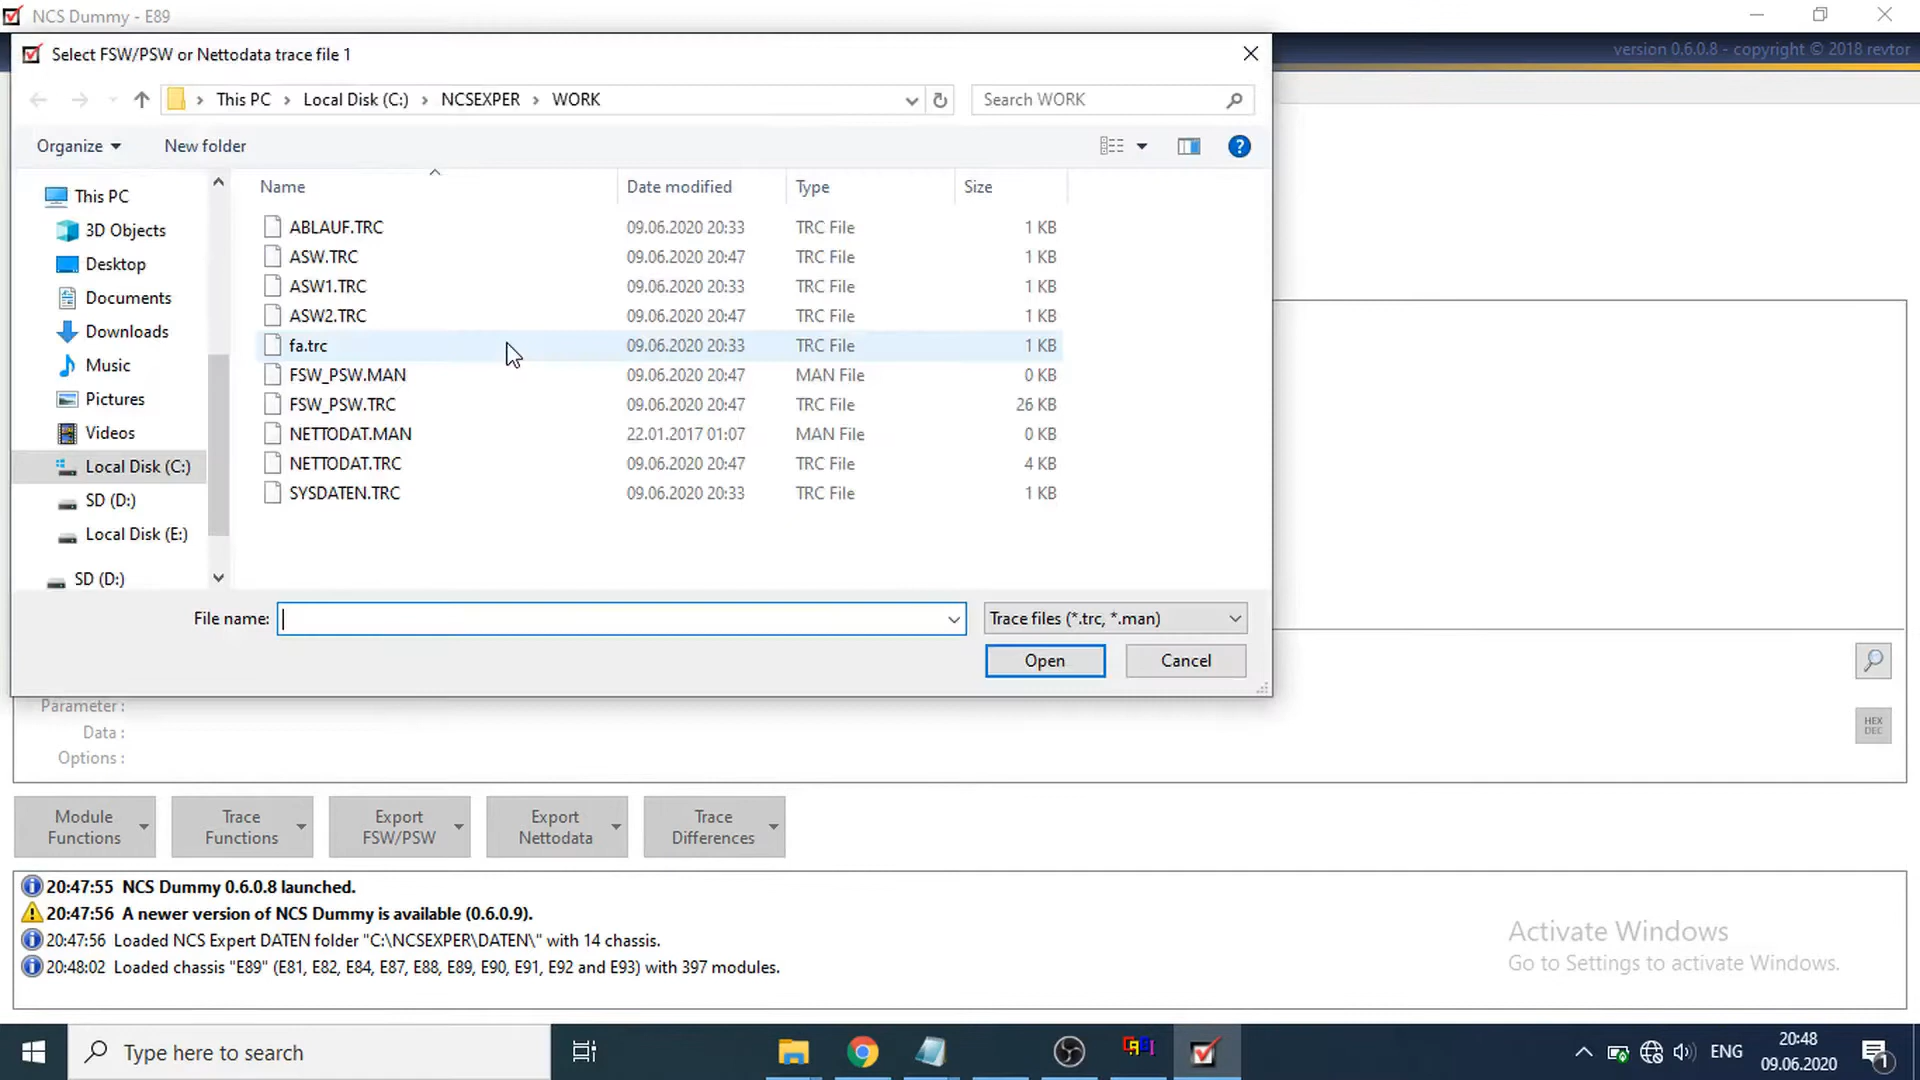 NCS Dummy - E89
version 0.6.0.8 - copyright © 2018 revtor
Select FSW/PSW or Nettodata trace file 1
This PC > Local Disk (C:) > NCSEXPER > WORK
Search WORK
Organize
New folder
Name Date modified Type Size
ABLAUF.TRC 09.06.2020 20:33 TRC File 1 KB
ASW.TRC 09.06.2020 20:47 TRC File 1 KB
ASW1.TRC 09.06.2020 20:33 TRC File 1 KB
ASW2.TRC 09.06.2020 20:47 TRC File 1 KB
fa.trc 09.06.2020 20:33 TRC File 1 KB
FSW_PSW.MAN 09.06.2020 20:47 MAN File 0 KB
FSW_PSW.TRC 09.06.2020 20:47 TRC File 26 KB
NETTODAT.MAN 22.01.2017 01:07 MAN File 0 KB
NETTODAT.TRC 09.06.2020 20:47 TRC File 4 KB
SYSDATEN.TRC 09.06.2020 20:33 TRC File 1 KB
This PC
3D Objects
Desktop
Documents
Downloads
Music
Pictures
Videos
Local Disk (C:)
SD (D:)
Local Disk (E:)
SD (D:)
File name:
Trace files (*.trc, *.man)
Open
Cancel
Parameter :
Data :
Options :
HEX
DEC
Module
Functions
Trace
Functions
Export
FSW/PSW
Export
Nettodata
Trace
Differences
20:47:55 NCS Dummy 0.6.0.8 launched.
20:47:56 A newer version of NCS Dummy is available (0.6.0.9).
20:47:56 Loaded NCS Expert DATEN folder "C:\NCSEXPER\DATEN\" with 14 chassis.
20:48:02 Loaded chassis "E89" (E81, E82, E84, E87, E88, E89, E90, E91, E92 and E93) with 397 modules.
Activate Windows
Go to Settings to activate Windows.
Type here to search
ENG
20:48
09.06.2020
1